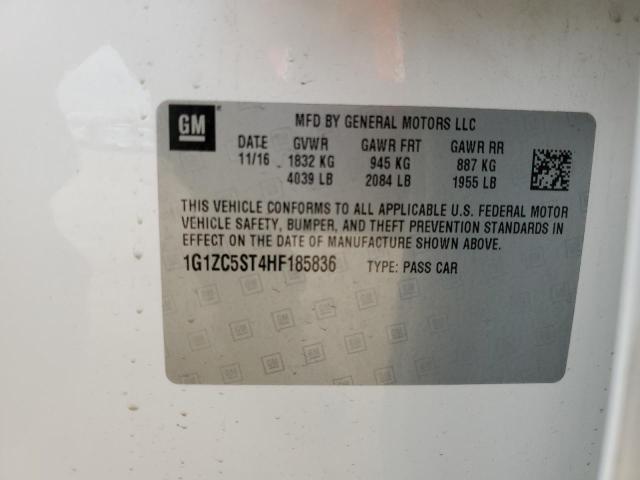 GM MFD BY GENERAL MOTORS LLC
DATE GVWR GAWR FRT GAWR RR
11/16 1832 KG 945 KG 887 KG
4039 LB 2084 LB 1955 LB
THIS VEHICLE CONFORMS TO ALL APPLICABLE U.S. FEDERAL MOTOR
VEHICLE SAFETY, BUMPER, AND THEFT PREVENTION STANDARDS IN
EFFECT ON THE DATE OF MANUFACTURE SHOWN ABOVE.
1G1ZC5ST4HF185836 TYPE: PASS CAR